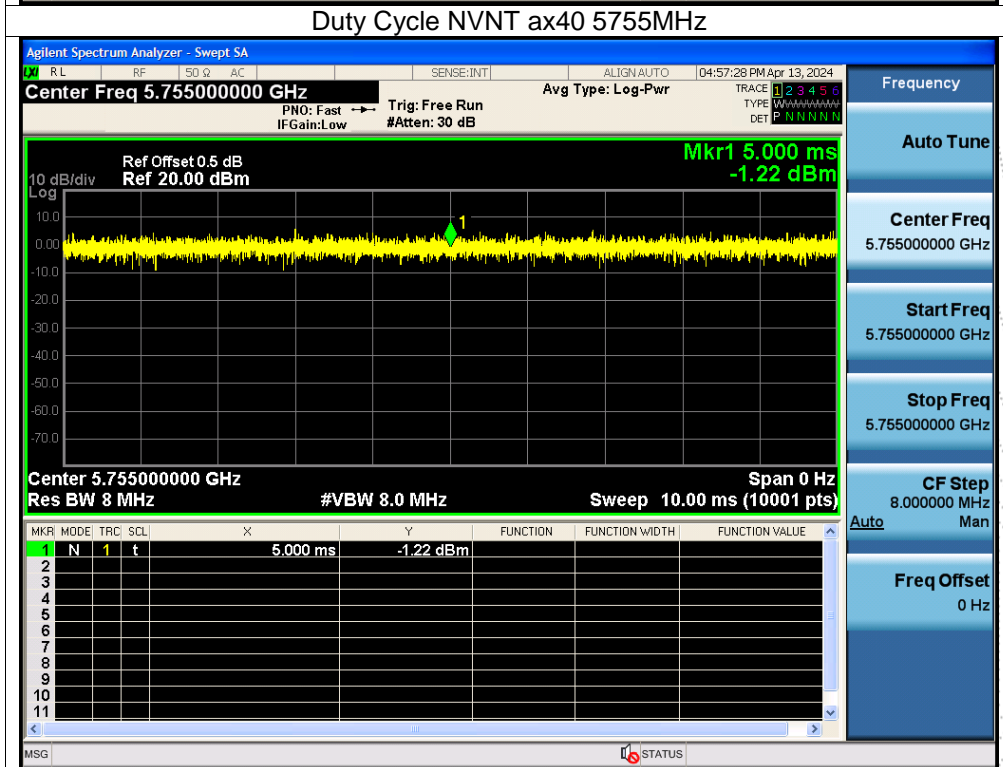 Duty Cycle NVNT ax40 5755MHz
Agilent Spectrum Analyzer - Swept SA
LXI RL RF 50 Ω AC SENSE:INT ALIGN AUTO 04:57:28 PM Apr 13, 2024
Center Freq 5.755000000 GHz
PNO: Fast
IFGain:Low
Trig: Free Run
#Atten: 30 dB
Avg Type: Log-Pwr
TRACE 1 2 3 4 5 6
TYPE WWWWWW
DET P N N N N N
Frequency
Mkr1 5.000 ms
-1.22 dBm
Ref Offset 0.5 dB
10 dB/div Ref 20.00 dBm
Log
10.0
0.00
-10.0
-20.0
-30.0
-40.0
-50.0
-60.0
-70.0
1
Center 5.755000000 GHz Span 0 Hz
Res BW 8 MHz #VBW 8.0 MHz Sweep 10.00 ms (10001 pts)
MKR MODE TRC SCL X Y FUNCTION FUNCTION WIDTH FUNCTION VALUE
1 N 1 t 5.000 ms -1.22 dBm
2
3
4
5
6
7
8
9
10
11
MSG STATUS
Auto Tune
Center Freq
5.755000000 GHz
Start Freq
5.755000000 GHz
Stop Freq
5.755000000 GHz
CF Step
8.000000 MHz
Auto Man
Freq Offset
0 Hz